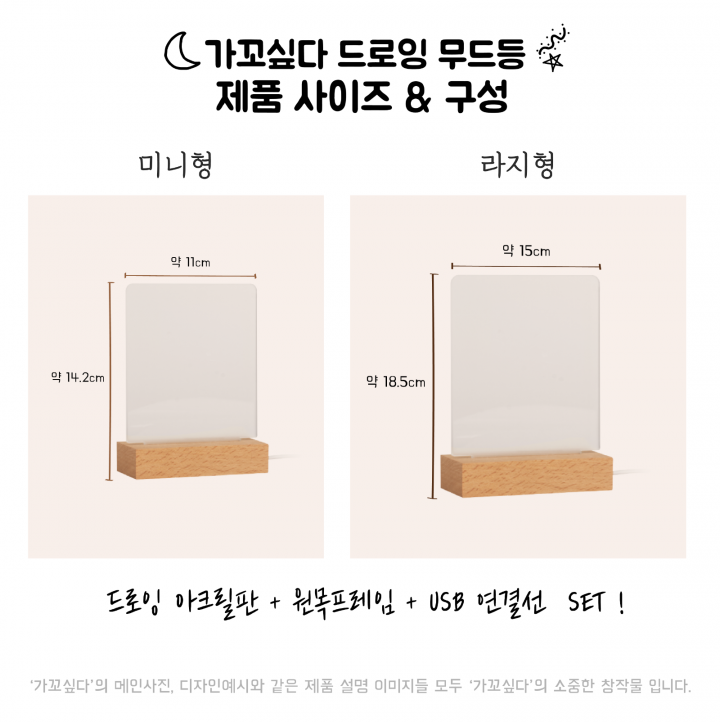 가꼬싶다 드로잉 무드등
제품 사이즈 & 구성
미니형
라지형
약 11cm
약 14.2cm
약 15cm
약 18.5cm
드로잉 아크릴판 + 원목프레임 + USB 연결선 SET !
'가꼬싶다'의 메인사진, 디자인예시와 같은 제품 설명 이미지들 모두 '가꼬싶다'의 소중한 창작물 입니다.